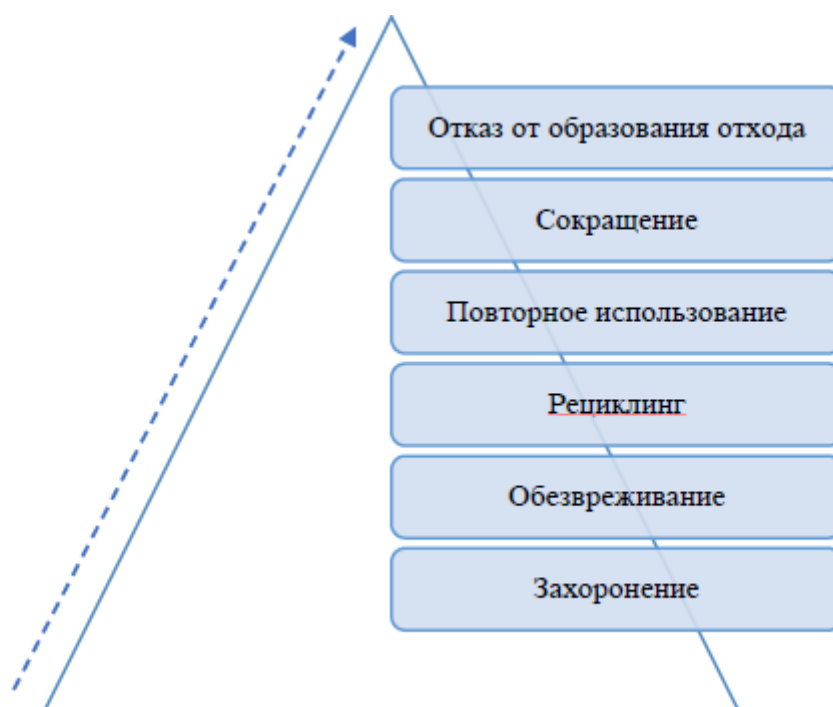 Отказ от образования отхода
Сокращение
Повторное использование
Рециклинг
Обезвреживание
Захоронение